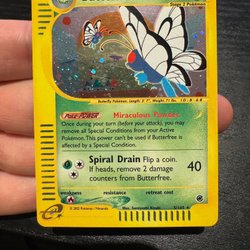 Stage 2 Pokémon
Butterfly Pokémon. Length: 3' 7", Weight: 71 lbs.
POKé-POWER Miraculous Powder
Once during your turn (before your attack), you may
remove all Special Conditions from your Active
Pokémon. This power can't be used if Butterfree is
affected by a Special Condition.
Spiral Drain Flip a coin.
If heads, remove 2 damage
counters from Butterfree.
40
weakness
resistance
retreat cost
e